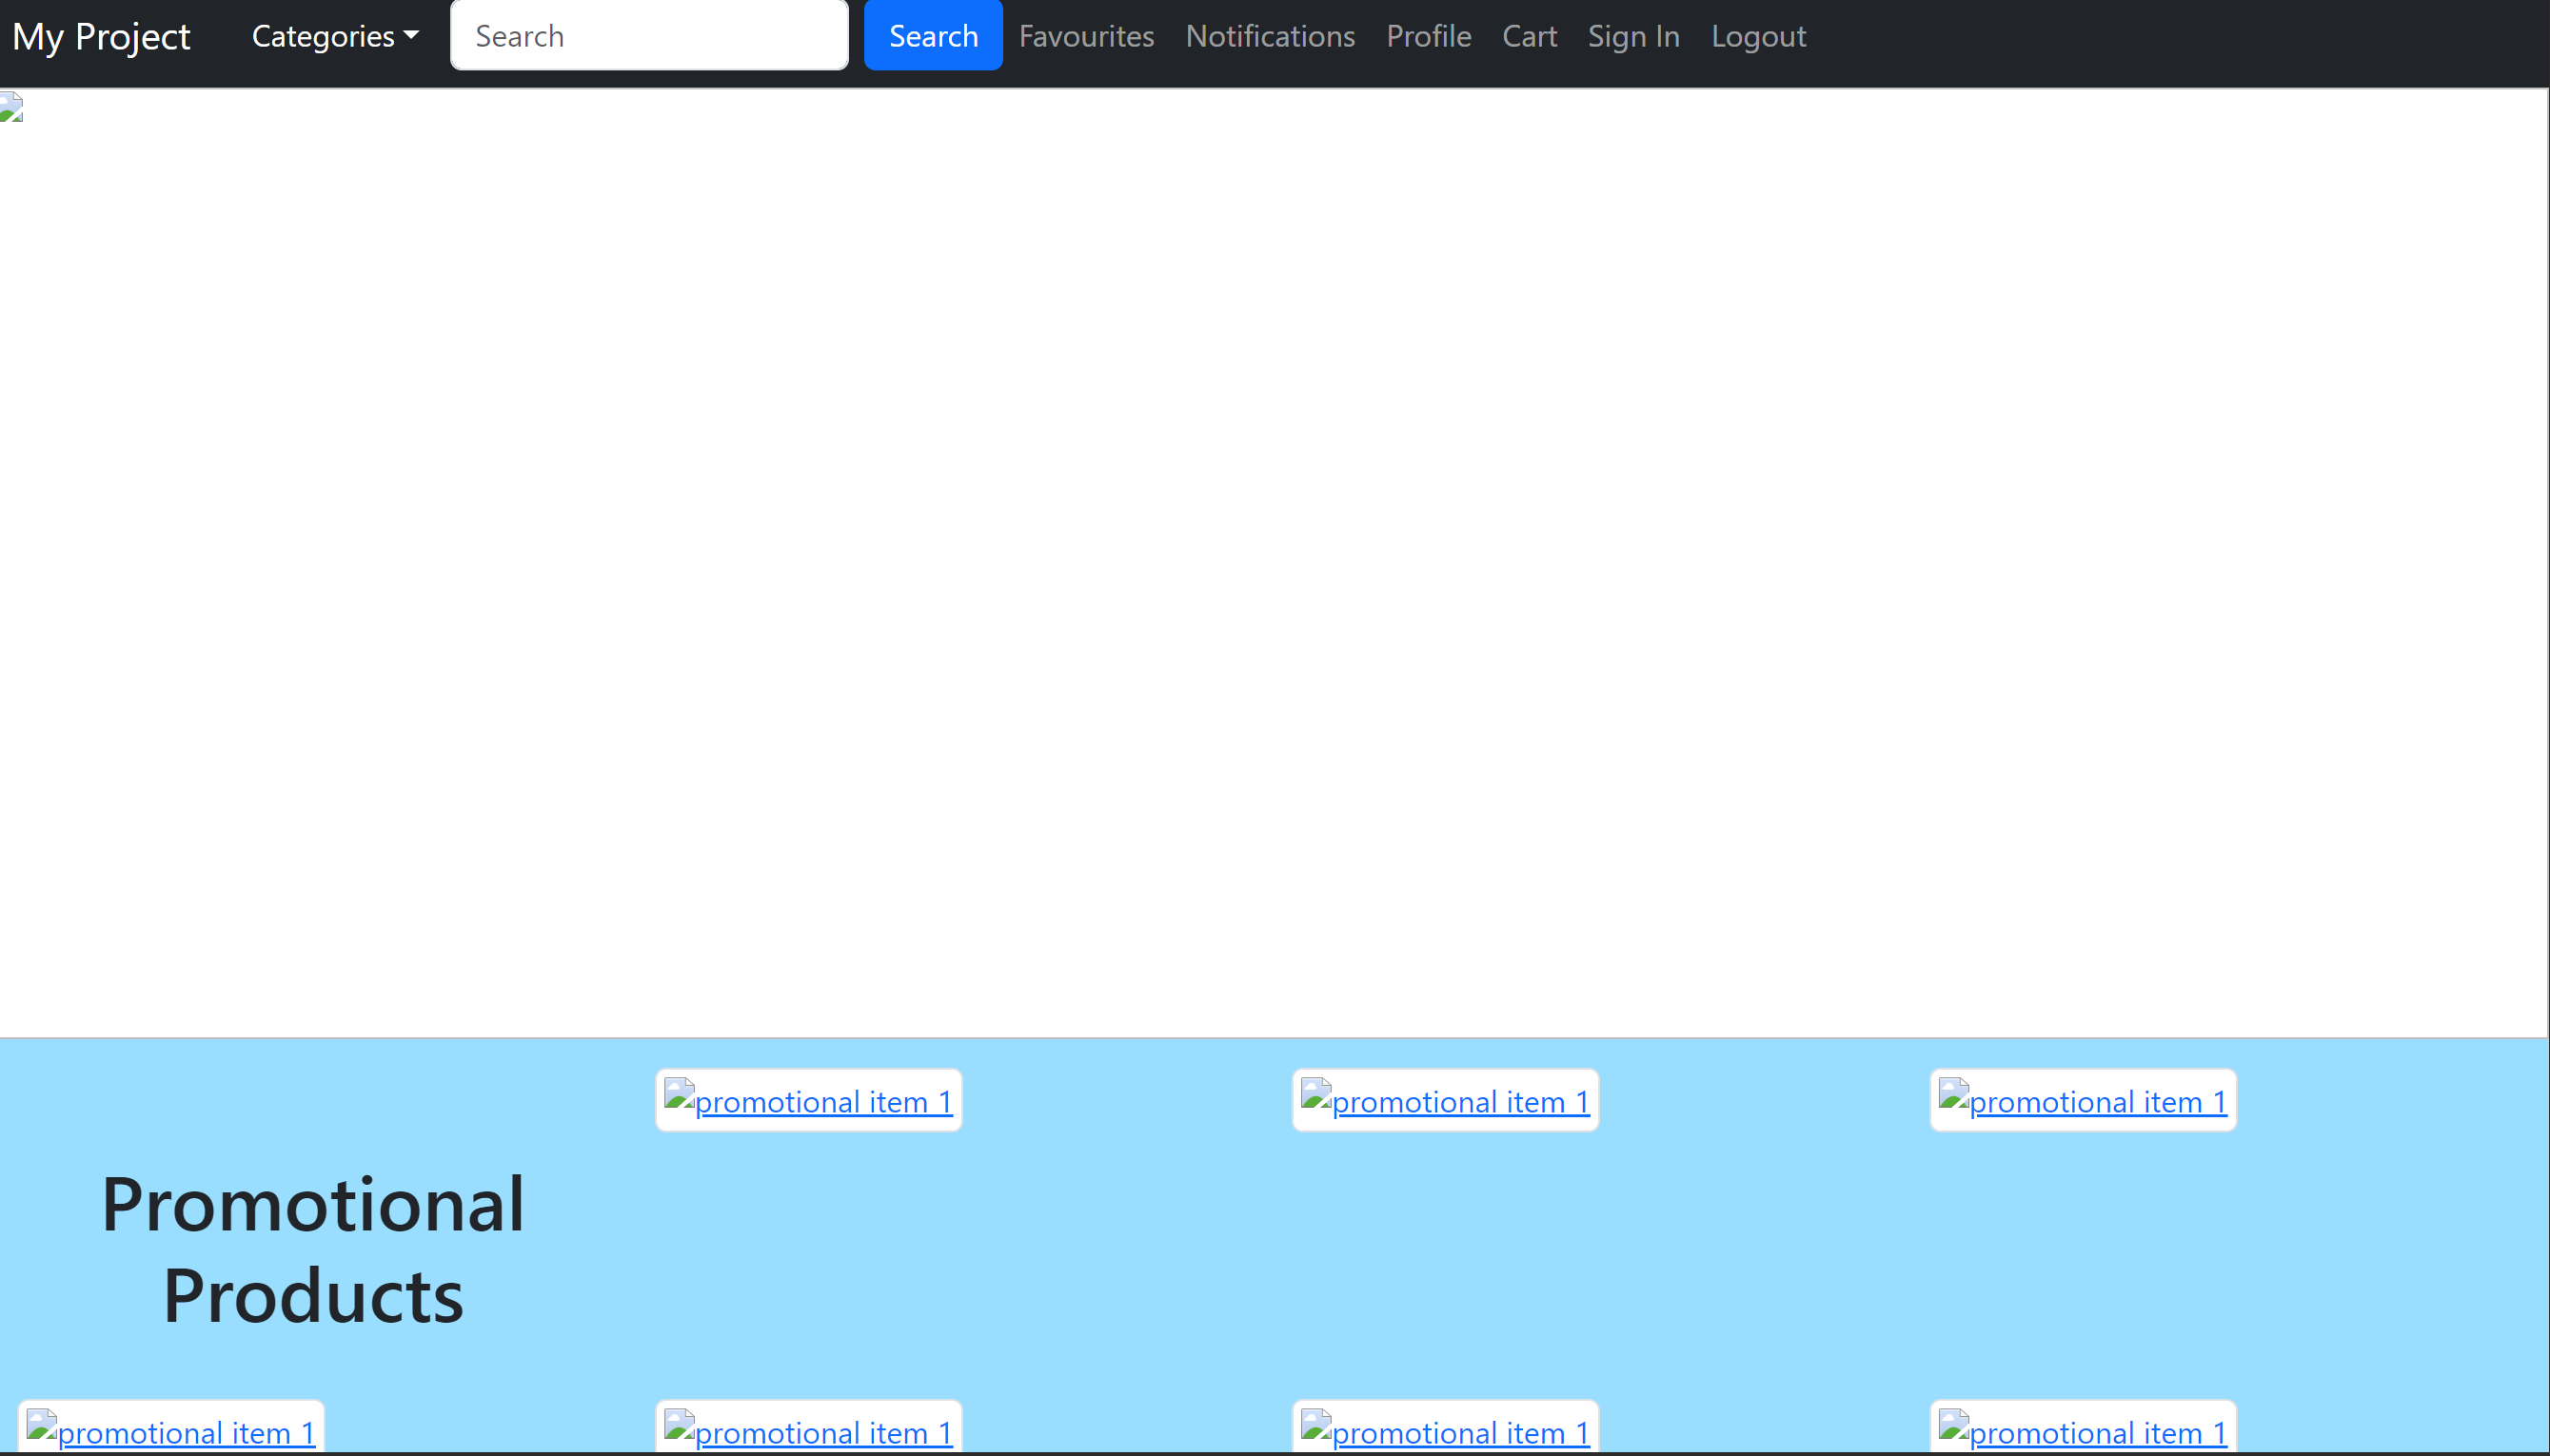 My Project Categories Search Search Favourites Notifications Profile Cart Sign In Logout
promotional item 1 promotional item 1 promotional item 1
Promotional
Products
promotional item 1 promotional item 1 promotional item 1 promotional item 1